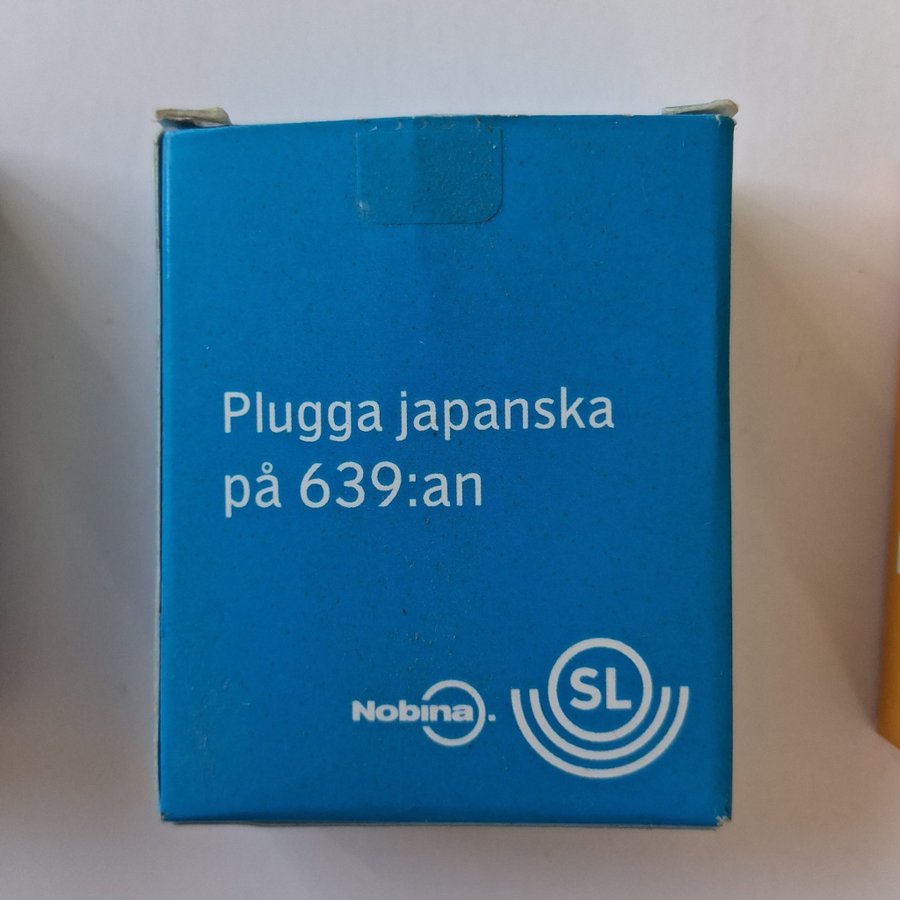 Plugga japanska
på 639:an
Nobina.
SL